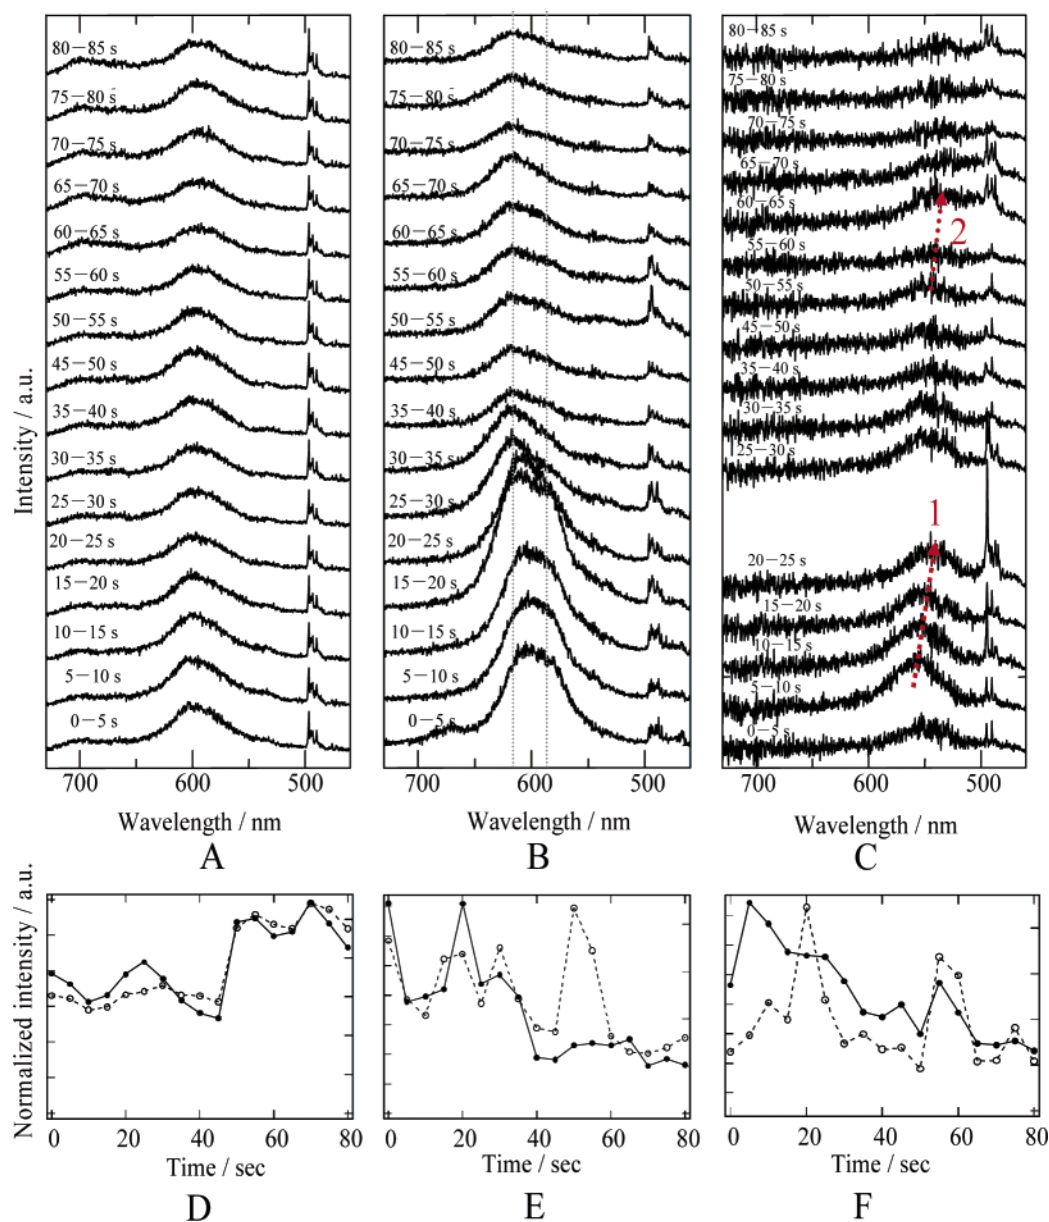 Intensity / a.u.
80－85 s
75－80 s
70－75 s
65－70 s
60－65 s
55－60 s
50－55 s
45－50 s
35－40 s
30－35 s
25－30 s
20－25 s
15－20 s
10－15 s
5－10 s
0－5 s
700 600 500
Wavelength / nm
A
80－85 s
75－80 s
70－75 s
65－70 s
60－65 s
55－60 s
50－55 s
45－50 s
35－40 s
30－35 s
25－30 s
20－25 s
15－20 s
10－15 s
5－10 s
0－5 s
700 600 500
Wavelength / nm
B
80－85 s
75－80 s
70－75 s
65－70 s
60－65 s
2
55－60 s
50－55 s
45－50 s
35－40 s
30－35 s
25－30 s
1
20－25 s
15－20 s
10－15 s
5－10 s
0－5 s
700 600 500
Wavelength / nm
C
Normalized intensity / a.u.
0 20 40 60 80
Time / sec
D
0 20 40 60 80
Time / sec
E
0 20 40 60 80
Time / sec
F